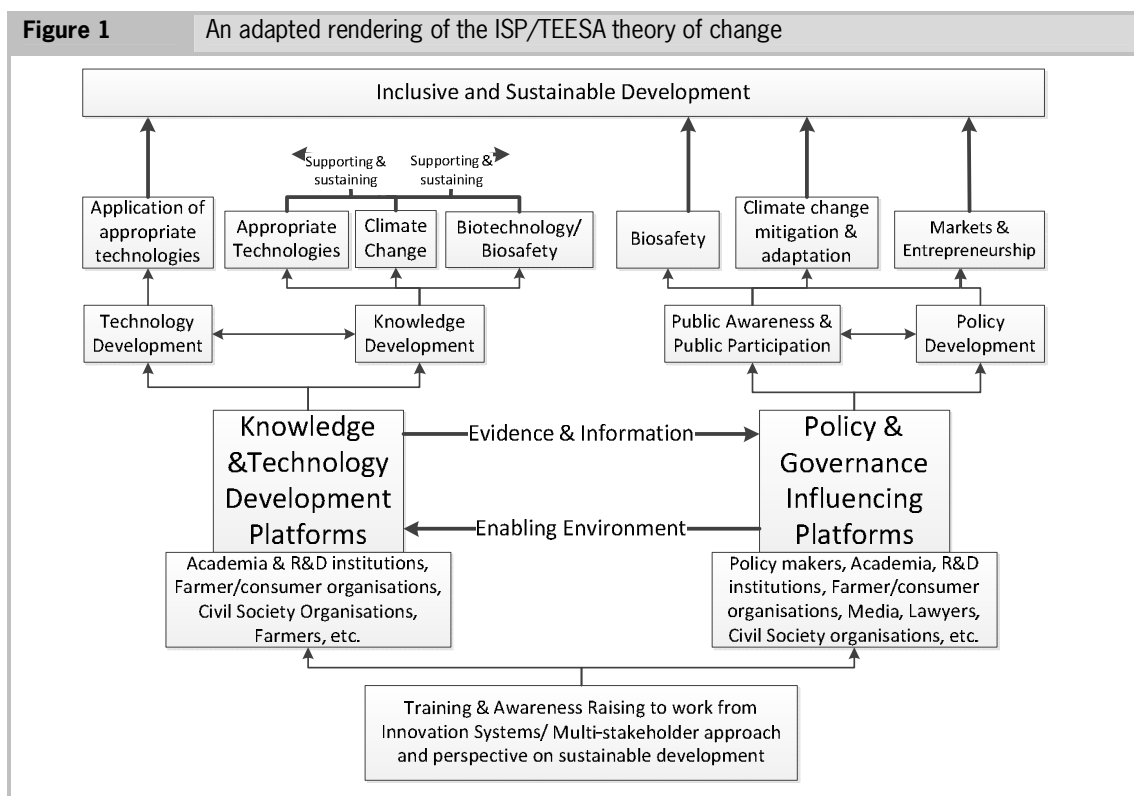 Figure 1 An adapted rendering of the ISP/TEESA theory of change
Inclusive and Sustainable Development
Supporting &
sustaining
Supporting &
sustaining
Application of
appropriate
technologies
Appropriate
Technologies
Climate
Change
Biotechnology/
Biosafety
Biosafety
Climate change
mitigation &
adaptation
Markets &
Entrepreneurship
Technology
Development
Knowledge
Development
Public Awareness &
Public Participation
Policy
Development
Knowledge
&Technology
Development
Platforms
Evidence & Information
Enabling Environment
Policy &
Governance
Influencing
Platforms
Academia & R&D institutions,
Farmer/consumer organisations,
Civil Society Organisations,
Farmers, etc.
Policy makers, Academia, R&D
institutions, Farmer/consumer
organisations, Media, Lawyers,
Civil Society organisations, etc.
Training & Awareness Raising to work from
Innovation Systems/ Multi-stakeholder approach
and perspective on sustainable development